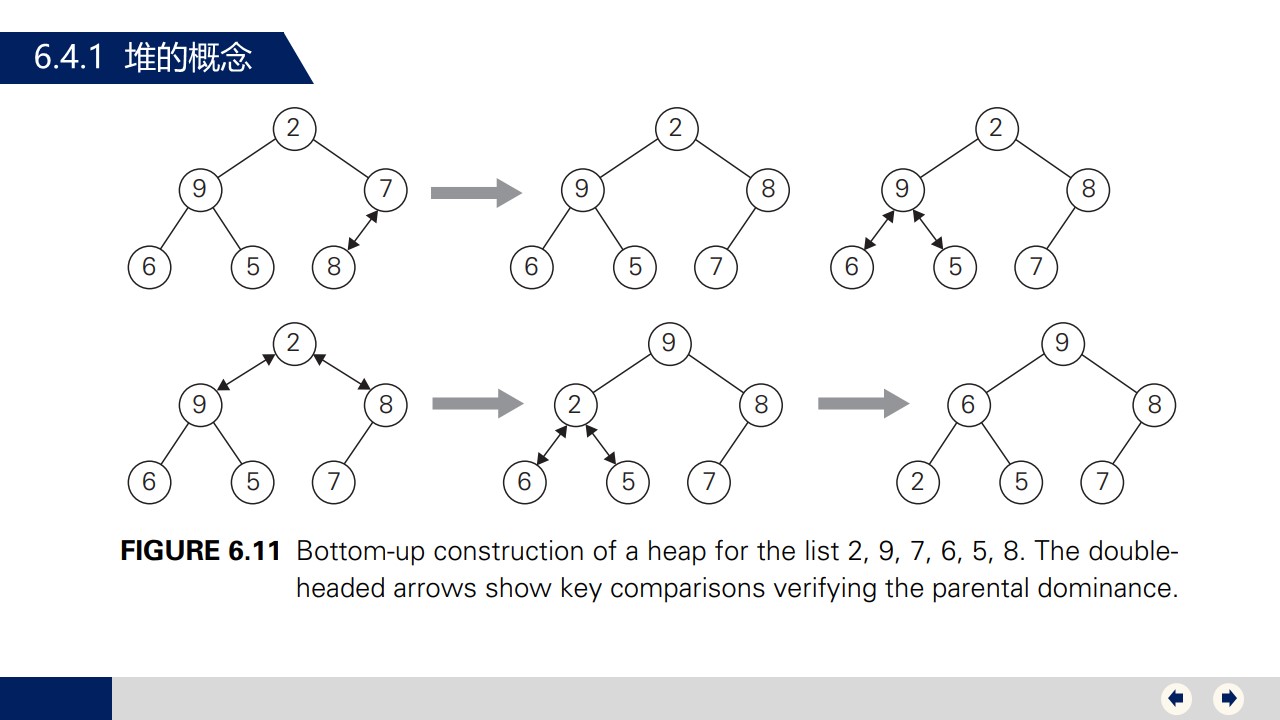 6.4.1 堆的概念
2 2 2
9 7 9 8 9 8
6 5 8 6 5 7 6 5 7
2 9 9
9 8 2 8 6 8
6 5 7 6 5 7 2 5 7
FIGURE 6.11 Bottom-up construction of a heap for the list 2, 9, 7, 6, 5, 8. The double-
headed arrows show key comparisons verifying the parental dominance.